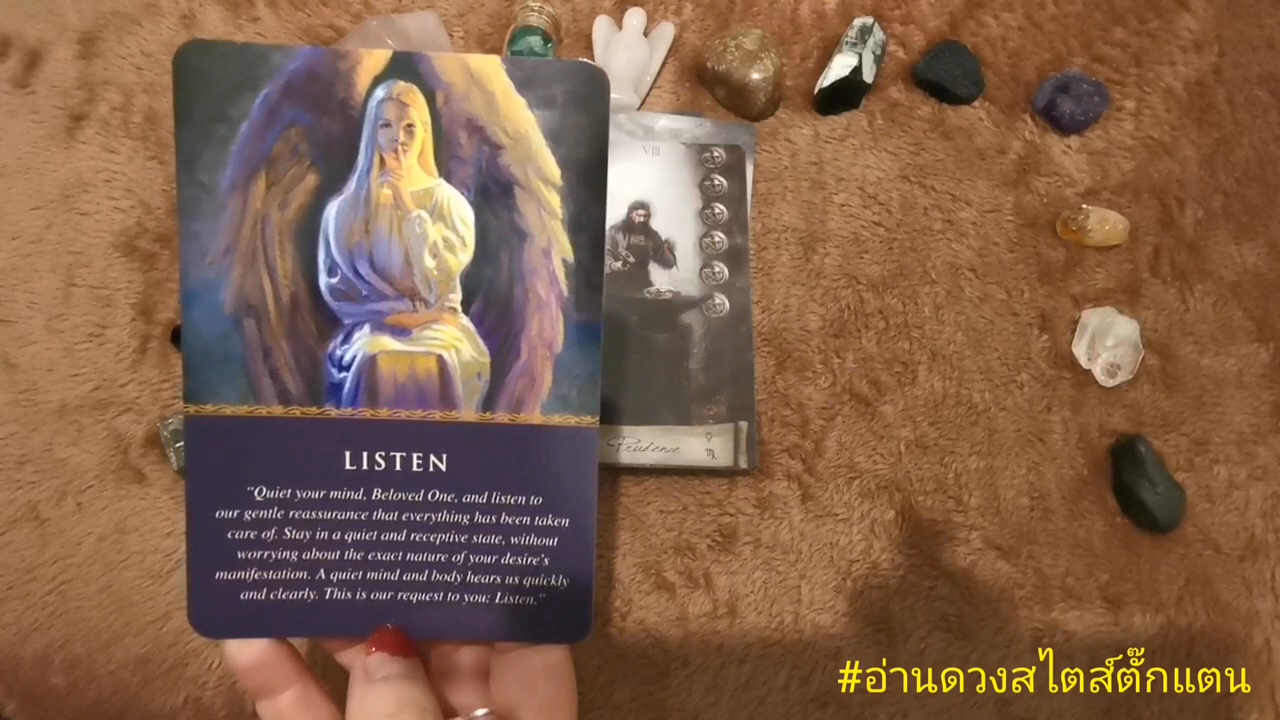 VIII
Prudence
LISTEN
“Quiet your mind, Beloved One, and listen to
our gentle reassurance that everything has been taken
care of. Stay in a quiet and receptive state, without
worrying about the exact nature of your desire’s
manifestation. A quiet mind and body hears us quickly
and clearly. This is our request to you: Listen.”
#อ่านดวงสไตส์ตั๊กแตน